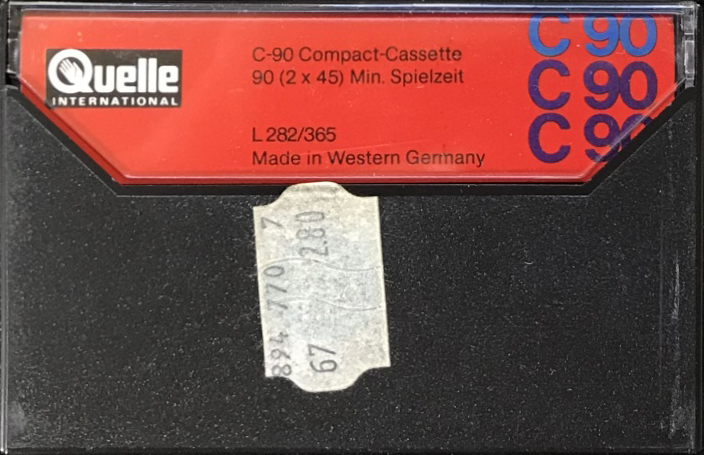 Quelle
INTERNATIONAL
C-90 Compact-Cassette
90 (2 x 45) Min. Spielzeit
L 282/365
Made in Western Germany
C 90
C 90
C 90
894 770 7
67 2.80